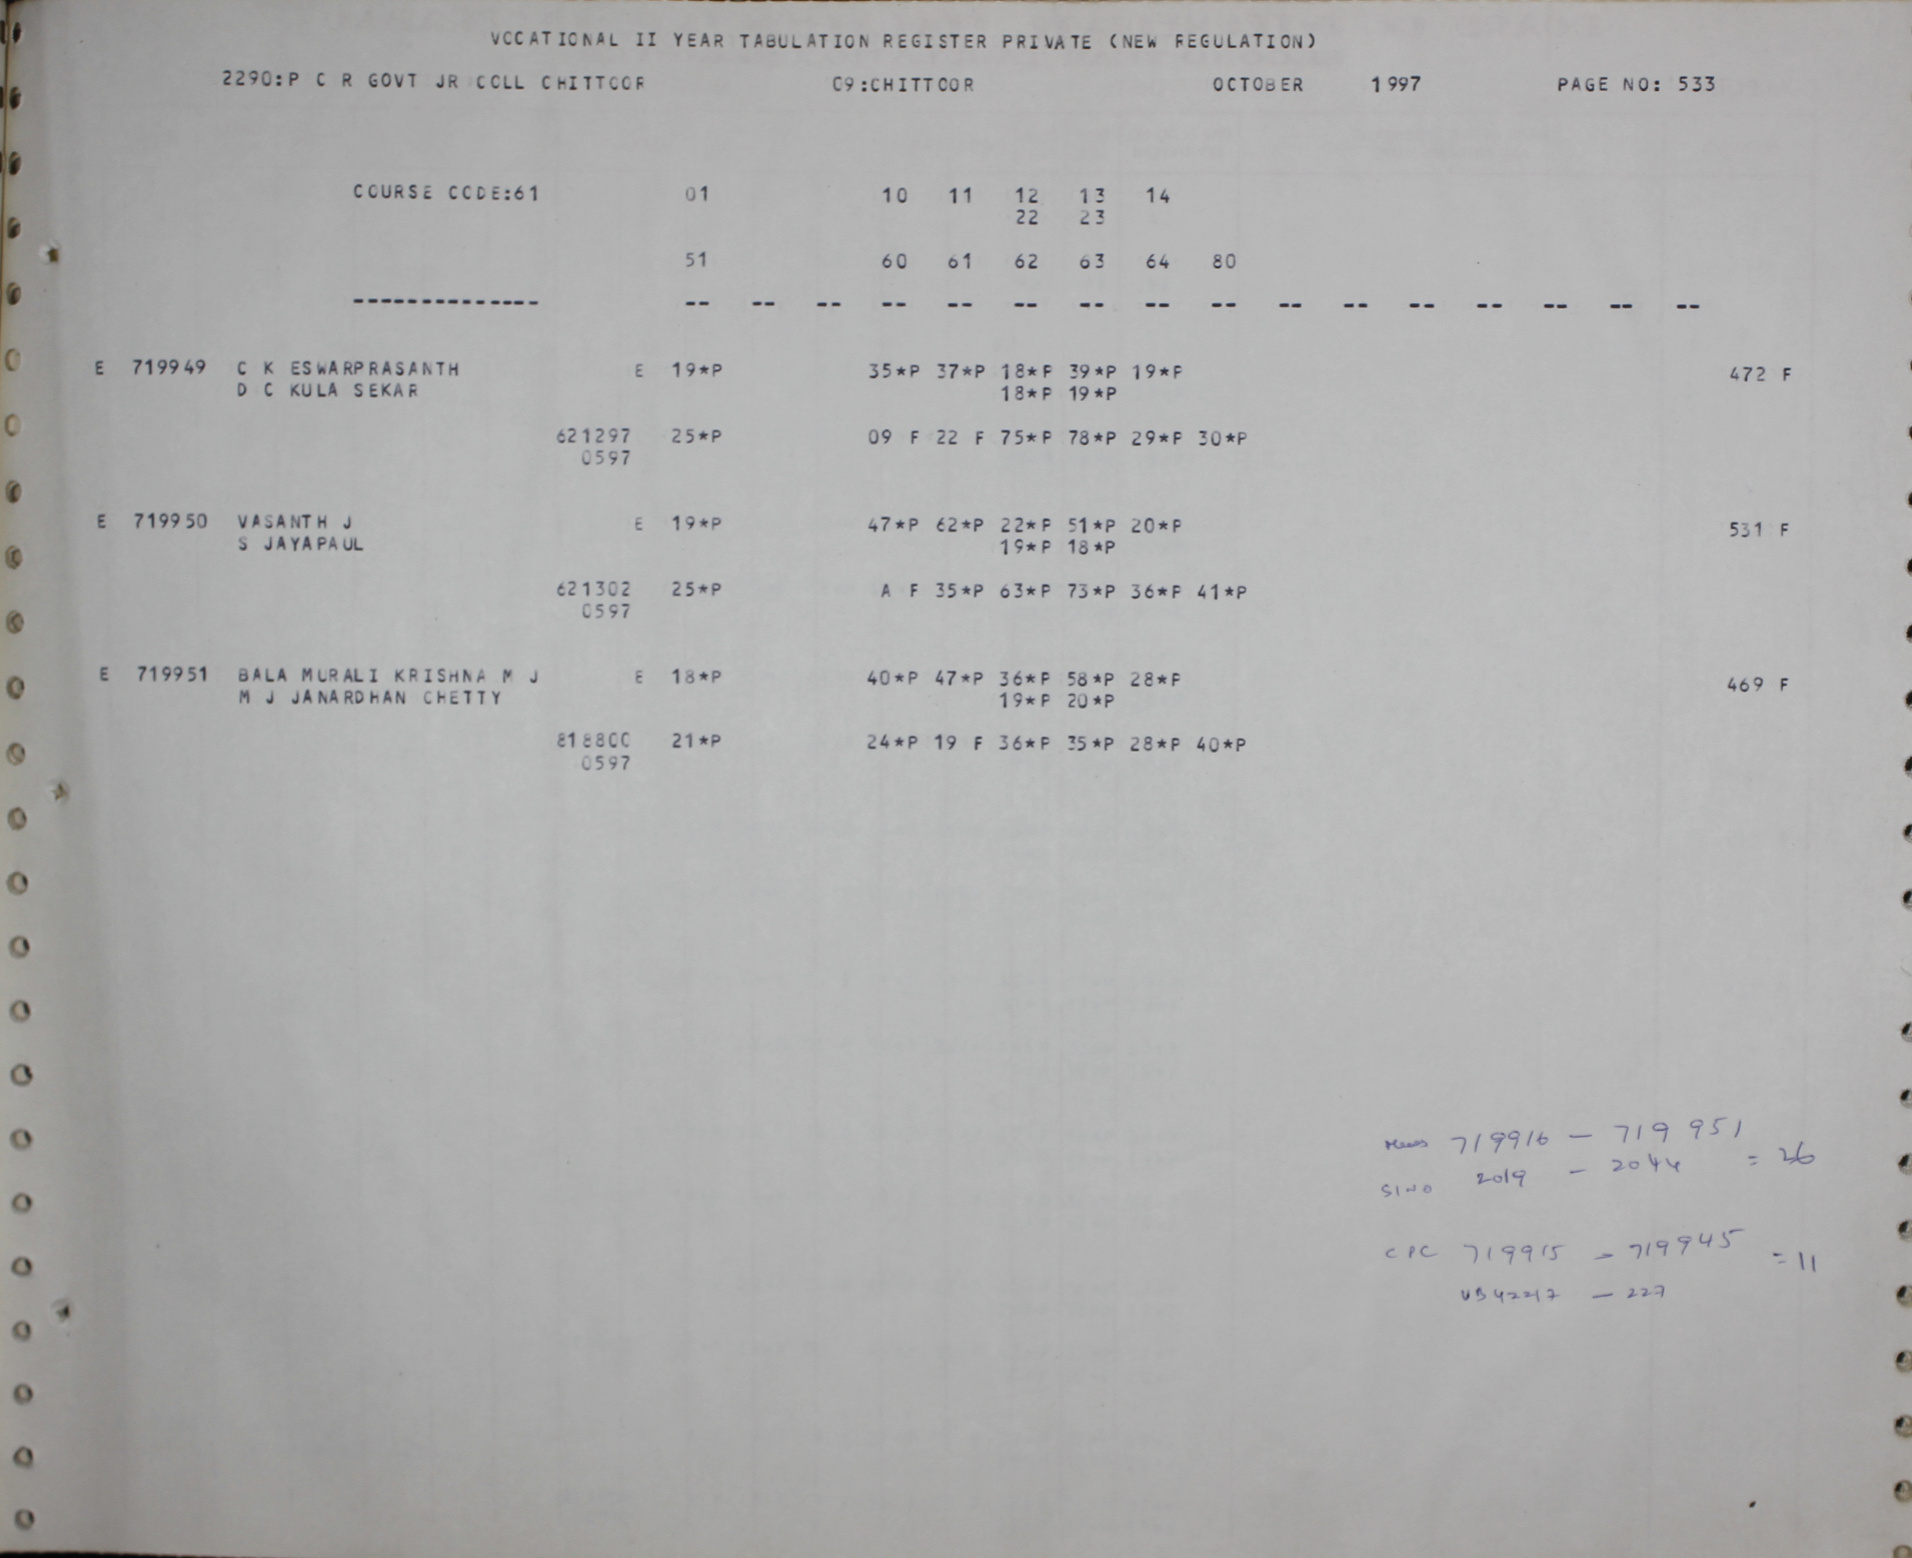 VOCATIONAL II YEAR TABULATION REGISTER PRIVATE (NEW REGULATION)
2290:P C R GOVT JR COLL CHITTOOR 09:CHITTOOR OCTOBER 1997 PAGE NO: 533
COURSE CODE:61 01 10 11 12 13 14
22 23
51 60 61 62 63 64 80
-------------- -- -- -- -- -- -- -- -- -- -- -- -- -- -- -- --
E 719949 C K ESWARPRASANTH E 19*P 35*P 37*P 18*P 39*P 19*P 472 F
D C KULA SEKAR 18*P 19*P
621297 25*P 09 F 22 F 75*P 78*P 29*P 30*P
0597
E 719950 VASANTH J E 19*P 47*P 62*P 22*P 51*P 20*P 531 F
S JAYAPAUL 19*P 18*P
621302 25*P A F 35*P 63*P 73*P 36*P 41*P
0597
E 719951 BALA MURALI KRISHNA M J E 18*P 40*P 47*P 36*P 58*P 28*P 469 F
M J JANARDHAN CHETTY 19*P 20*P
818800 21*P 24*P 19 F 36*P 35*P 28*P 40*P
0597
719916 - 719951
SINO 2019 - 2044 = 26
CPC 719915 - 719945 = 11
- 227